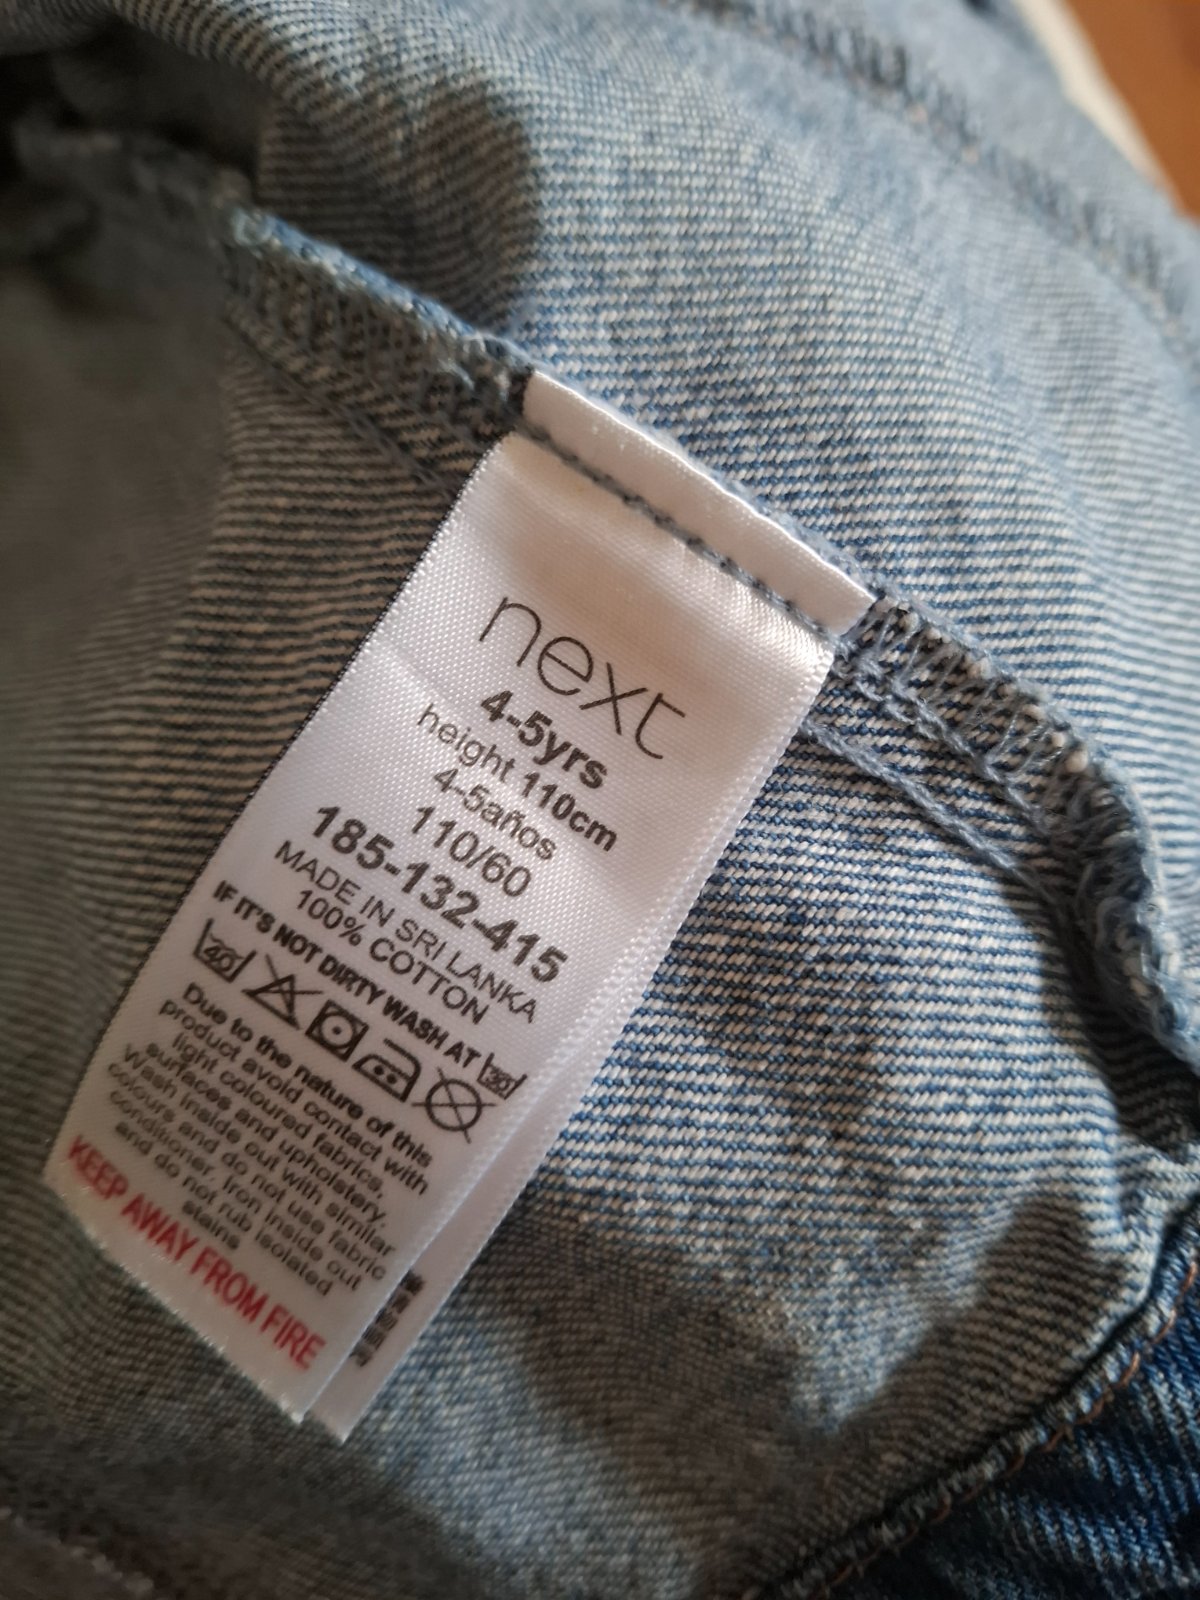 next
4-5yrs
height 110cm
4-5años
110/60
185-132-415
MADE IN SRI LANKA
100% COTTON
IF IT'S NOT DIRTY WASH AT 30
40
Due to the nature of this
product avoid contact with
light coloured fabrics,
surfaces and upholstery.
Wash inside out with similar
colours and do not use fabric
conditioner. Iron inside out
and do not rub isolated
stains
KEEP AWAY FROM FIRE